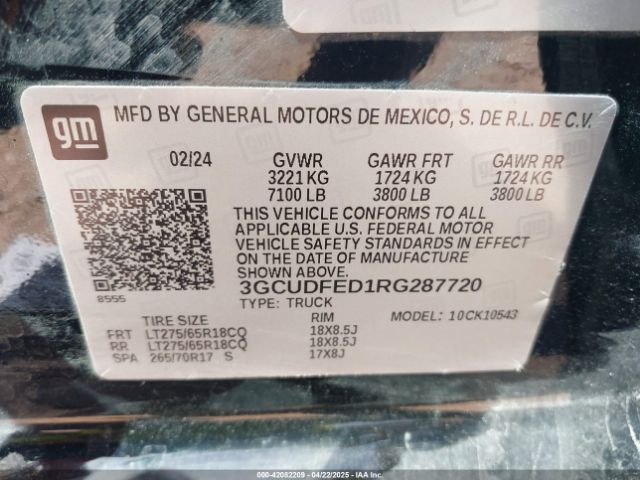 gm
MFD BY GENERAL MOTORS DE MEXICO, S. DE R.L. DE C.V.
02/24 GVWR GAWR FRT GAWR RR
3221 KG 1724 KG 1724 KG
7100 LB 3800 LB 3800 LB
THIS VEHICLE CONFORMS TO ALL
APPLICABLE U.S. FEDERAL MOTOR
VEHICLE SAFETY STANDARDS IN EFFECT
ON THE DATE OF MANUFACTURE
SHOWN ABOVE.
8555
3GCUDFED1RG287720
TYPE: TRUCK MODEL: 10CK10543
TIRE SIZE RIM
FRT LT275/65R18CQ 18X8.5J
RR LT275/65R18CQ 18X8.5J
SPA 265/70R17 S 17X8J
000-42082209 - 04/22/2025 - IAA Inc.